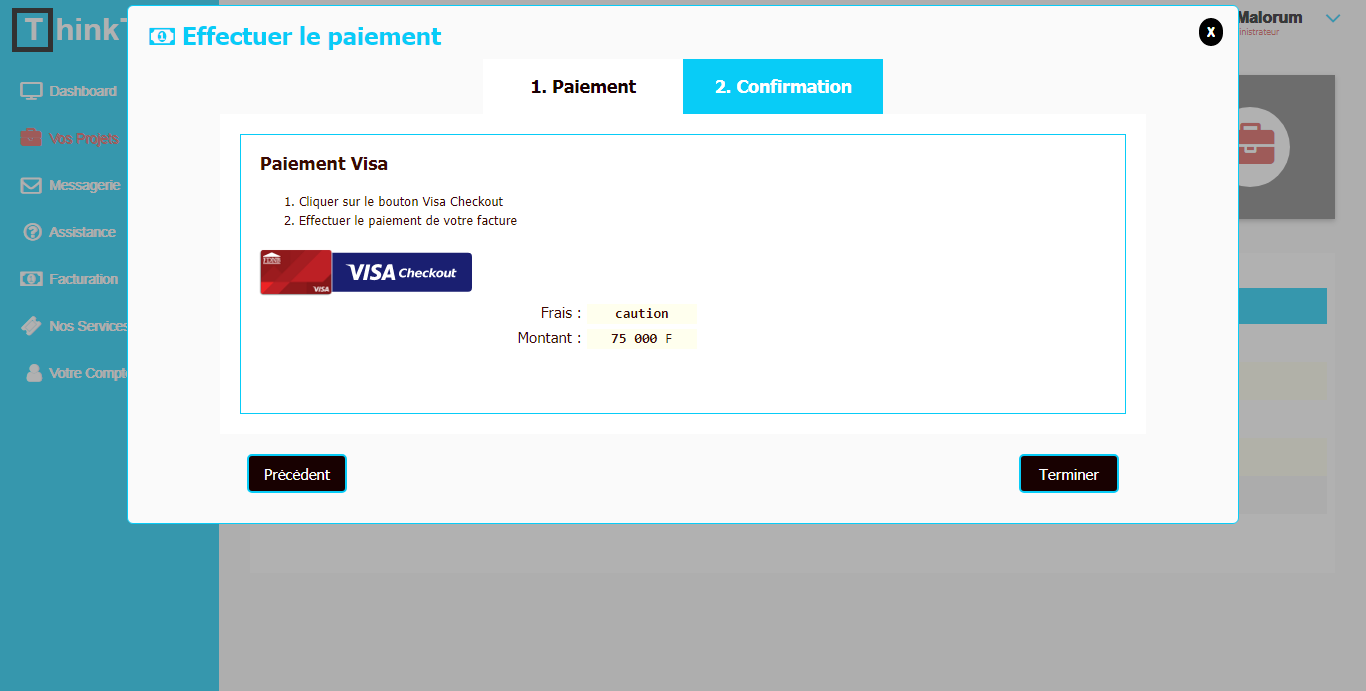 ThinkT
Malorum
inistrateur
Dashboard
Vos Projets
Messagerie
Assistance
Facturation
Nos Services
Votre Compte
Effectuer le paiement
X
1. Paiement
2. Confirmation
Paiement Visa
1. Cliquer sur le bouton Visa Checkout
2. Effectuer le paiement de votre facture
VISA
VISA Checkout
Frais : caution
Montant : 75 000 F
Précédent
Terminer